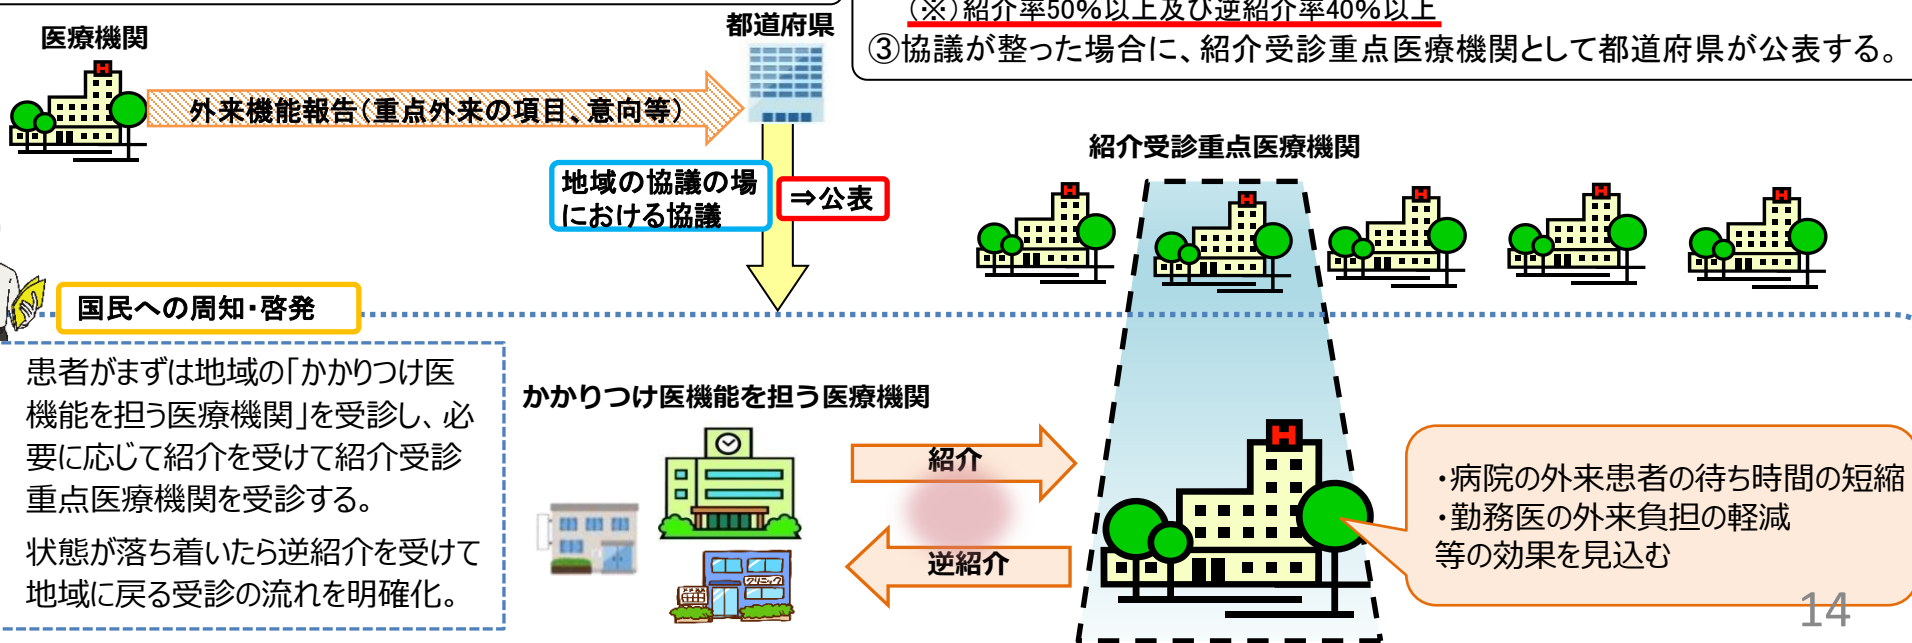 (※)紹介率50%以上及び逆紹介率40%以上
③協議が整った場合に、紹介受診重点医療機関として都道府県が公表する。
医療機関
都道府県
外来機能報告(重点外来の項目、意向等)
地域の協議の場
における協議
⇒公表
紹介受診重点医療機関
国民への周知・啓発
患者がまずは地域の「かかりつけ医
機能を担う医療機関」を受診し、必
要に応じて紹介を受けて紹介受診
重点医療機関を受診する。
状態が落ち着いたら逆紹介を受けて
地域に戻る受診の流れを明確化。
かかりつけ医機能を担う医療機関
クリニック
紹介
逆紹介
・病院の外来患者の待ち時間の短縮
・勤務医の外来負担の軽減
等の効果を見込む
14